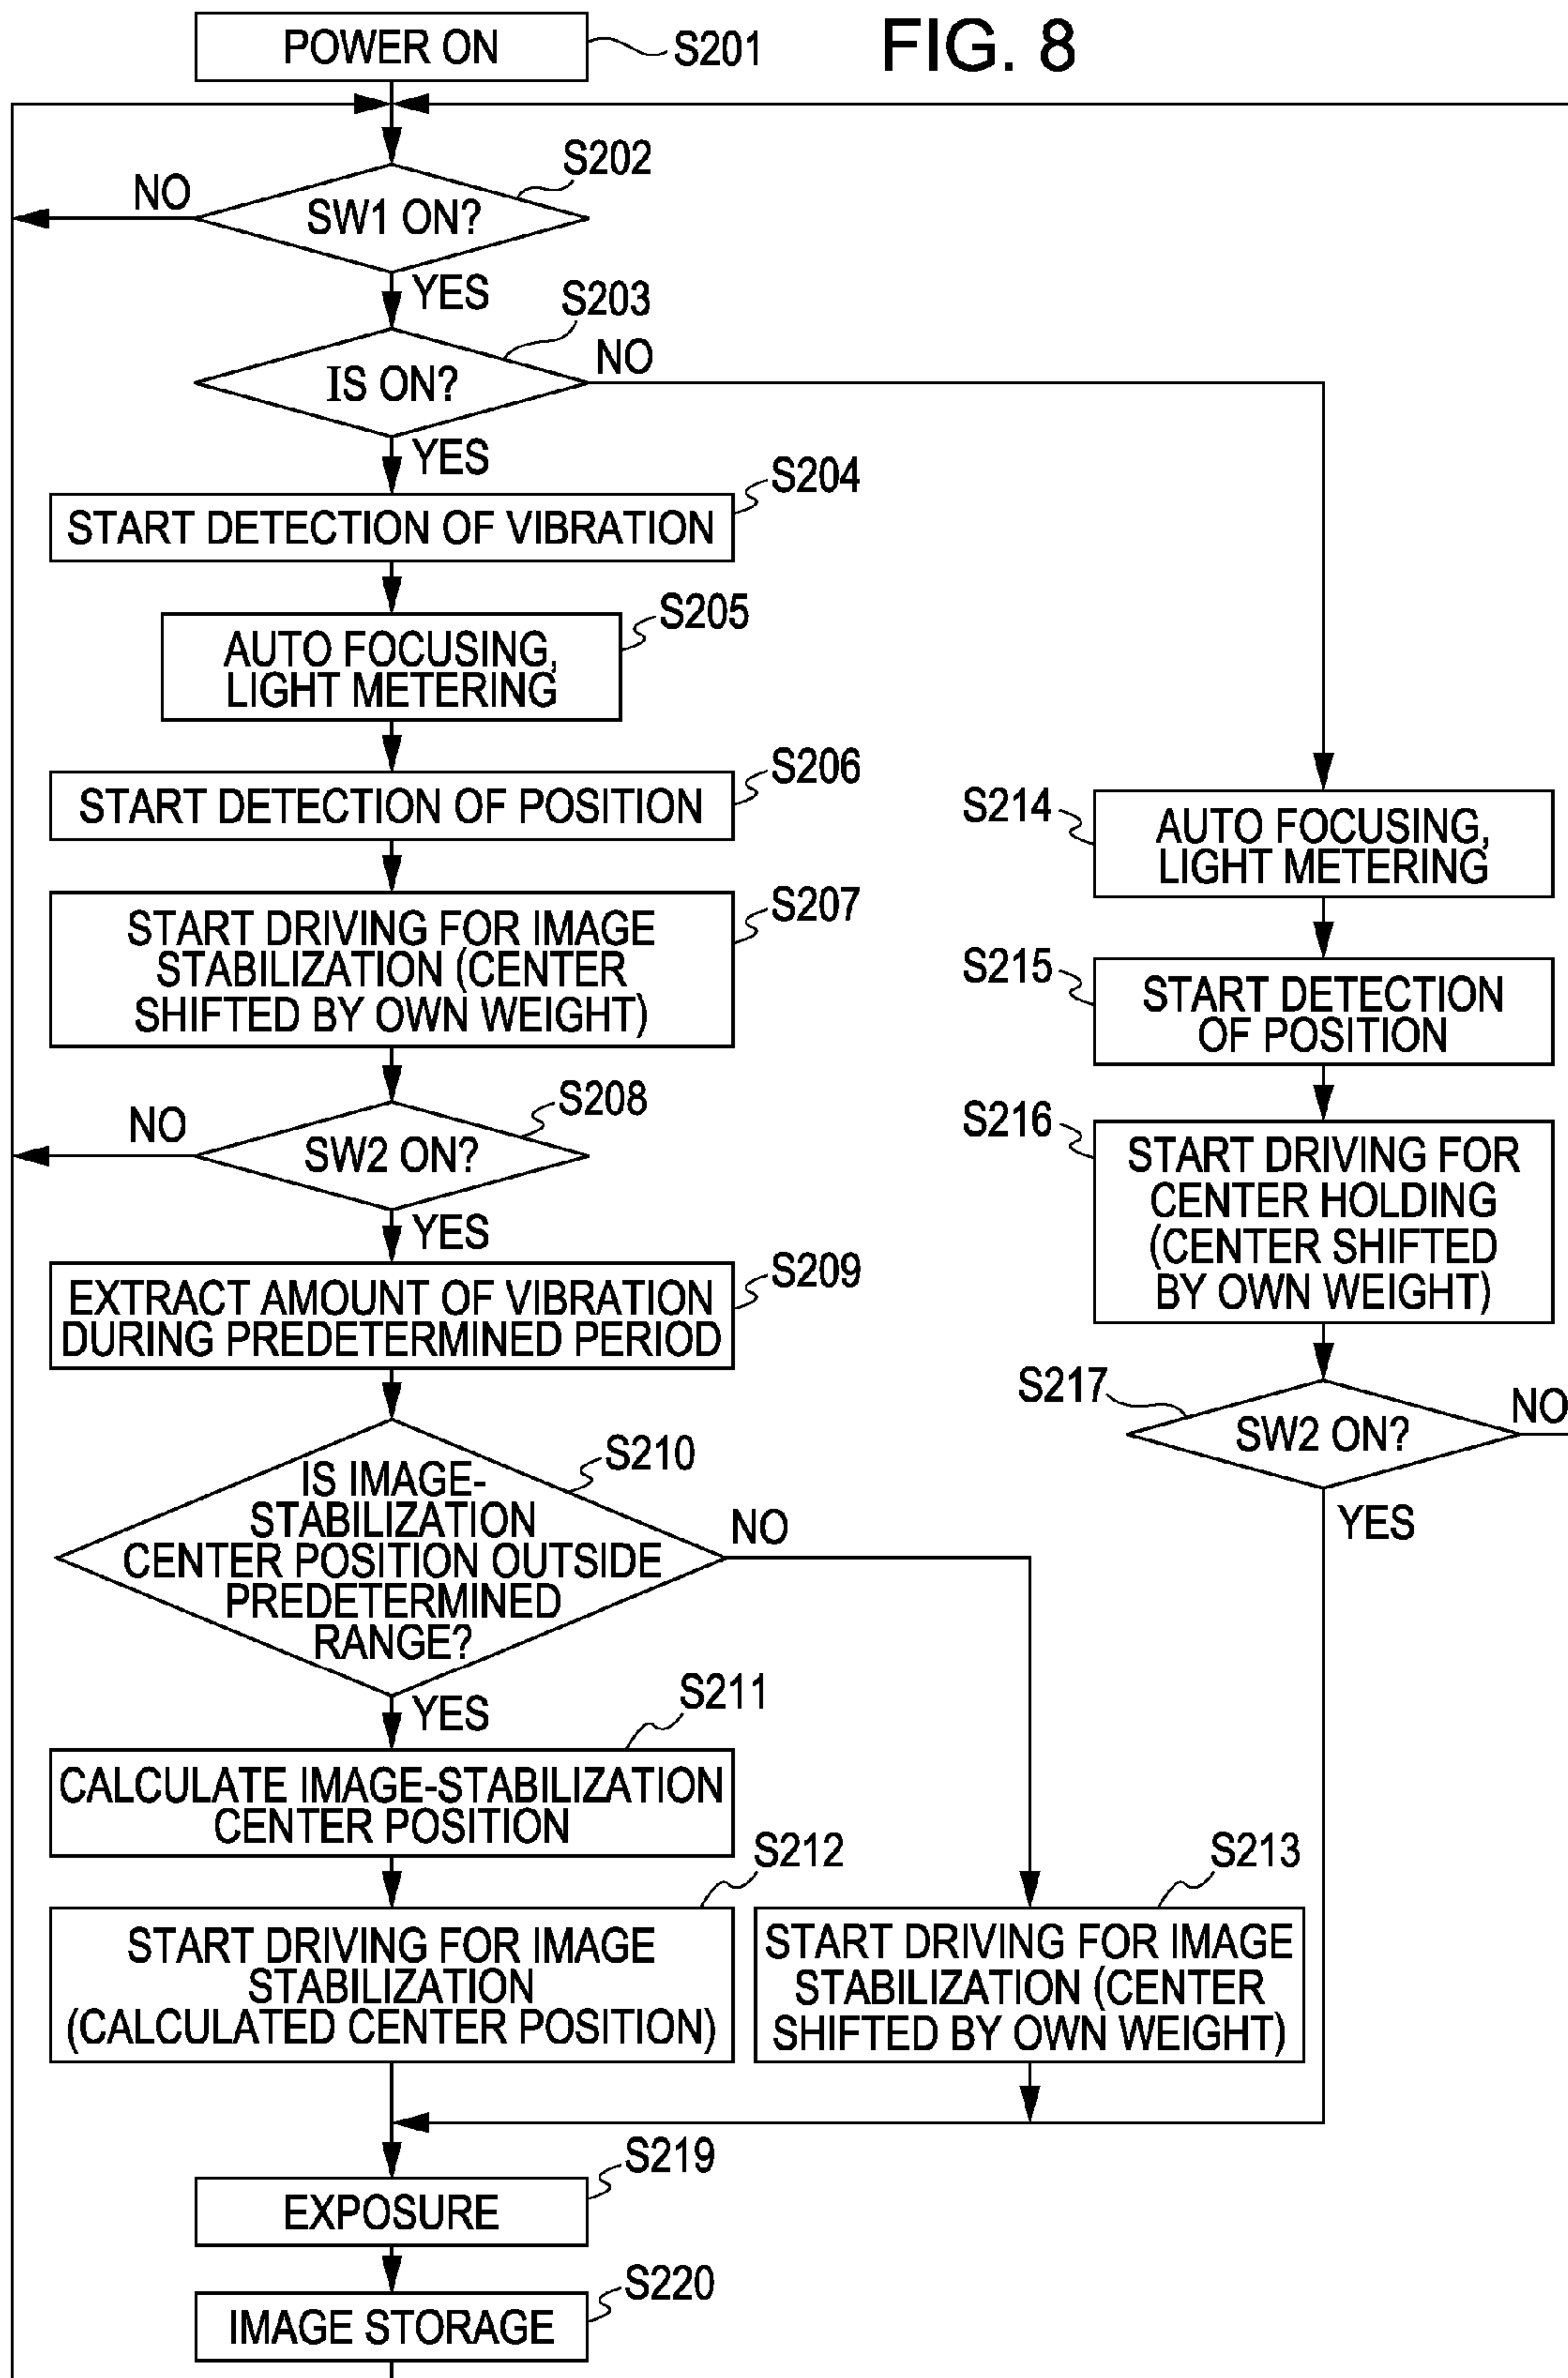 FIG. 8
POWER ON
S201
S202
NO
SW1 ON?
YES
S203
NO
IS ON?
YES
S204
START DETECTION OF VIBRATION
S205
AUTO FOCUSING,
LIGHT METERING
S206
START DETECTION OF POSITION
S207
START DRIVING FOR IMAGE
STABILIZATION (CENTER
SHIFTED BY OWN WEIGHT)
S208
NO
SW2 ON?
YES
S209
EXTRACT AMOUNT OF VIBRATION
DURING PREDETERMINED PERIOD
S210
IS IMAGE-
STABILIZATION
CENTER POSITION OUTSIDE
PREDETERMINED
RANGE?
NO
YES
S211
CALCULATE IMAGE-STABILIZATION
CENTER POSITION
S212
START DRIVING FOR IMAGE
STABILIZATION
(CALCULATED CENTER POSITION)
S213
START DRIVING FOR IMAGE
STABILIZATION (CENTER
SHIFTED BY OWN WEIGHT)
S214
AUTO FOCUSING,
LIGHT METERING
S215
START DETECTION
OF POSITION
S216
START DRIVING FOR
CENTER HOLDING
(CENTER SHIFTED
BY OWN WEIGHT)
S217
SW2 ON?
NO
YES
S219
EXPOSURE
S220
IMAGE STORAGE